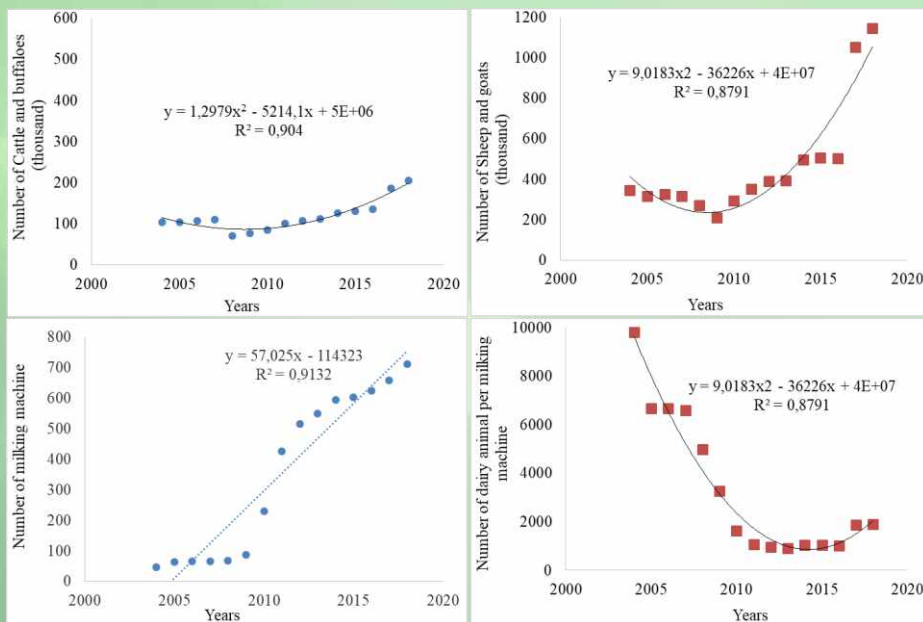 Number of Cattle and buffaloes
(thousand)
600
500
400
300
200
100
0
y = 1,2979x² - 5214,1x + 5E+06
R² = 0,904
2000
2005
2010
2015
2020
Years
Number of Sheep and goats
(thousand)
1200
1000
800
600
400
200
0
y = 9,0183x2 - 36226x + 4E+07
R² = 0,8791
2000
2005
2010
2015
2020
Years
Number of milking machine
800
700
600
500
400
300
200
100
0
y = 57,025x - 114323
R² = 0,9132
2000
2005
2010
2015
2020
Years
Number of dairy animal per milking
machine
10000
8000
6000
4000
2000
0
y = 9,0183x2 - 36226x + 4E+07
R² = 0,8791
2000
2005
2010
2015
2020
Years